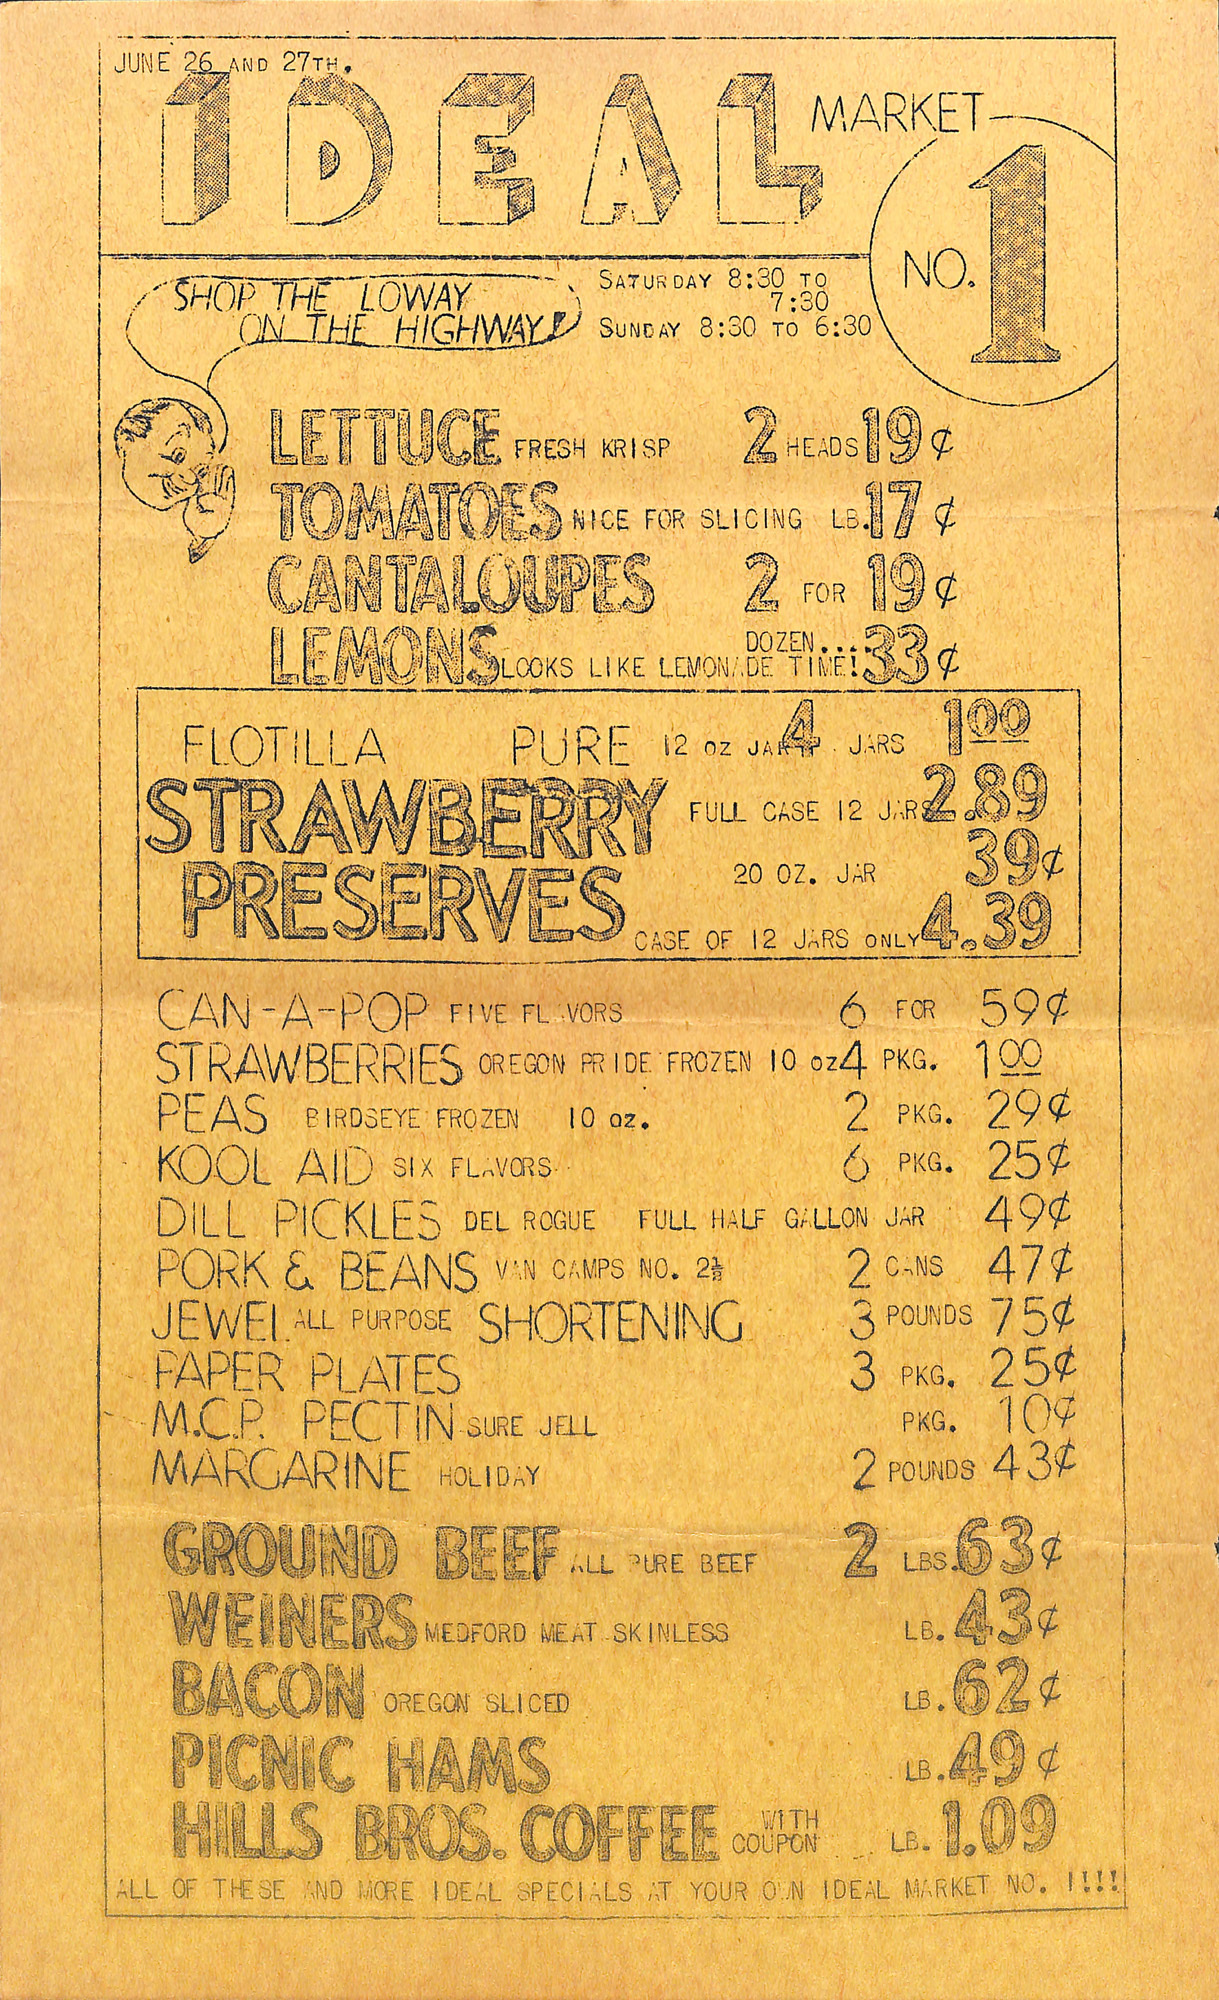 JUNE 26 AND 27TH.
IDEAL MARKET
NO. 1
SHOP THE LOWAY
ON THE HIGHWAY!
SATURDAY 8:30 TO
7:30
SUNDAY 8:30 TO 6:30
LETTUCE FRESH KRISP 2 HEADS 19¢
TOMATOES NICE FOR SLICING LB. 17¢
CANTALOUPES 2 FOR 19¢
LEMONS LOOKS LIKE LEMONADE TIME! DOZEN.... 33¢
FLOTILLA PURE 12 OZ JAR 4 JARS 1.00
STRAWBERRY FULL CASE 12 JARS 2.89
20 OZ. JAR 39¢
PRESERVES CASE OF 12 JARS ONLY 4.39
CAN-A-POP FIVE FLAVORS 6 FOR 59¢
STRAWBERRIES OREGON PRIDE FROZEN 10 OZ 4 PKG. 1.00
PEAS BIRDSEYE FROZEN 10 OZ. 2 PKG. 29¢
KOOL AID SIX FLAVORS 6 PKG. 25¢
DILL PICKLES DEL ROGUE FULL HALF GALLON JAR 49¢
PORK & BEANS VAN CAMPS NO. 2½ 2 CANS 47¢
JEWEL ALL PURPOSE SHORTENING 3 POUNDS 75¢
PAPER PLATES 3 PKG. 25¢
M.C.P. PECTIN SURE JELL PKG. 10¢
MARGARINE HOLIDAY 2 POUNDS 43¢
GROUND BEEF ALL PURE BEEF 2 LBS. 63¢
WEINERS MEDFORD MEAT SKINLESS LB. 43¢
BACON OREGON SLICED LB. 62¢
PICNIC HAMS LB. 49¢
HILLS BROS. COFFEE WITH COUPON LB. 1.09
ALL OF THESE AND MORE IDEAL SPECIALS AT YOUR OWN IDEAL MARKET NO. 1!!!!